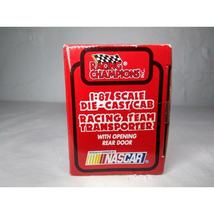 RACING
CHAMPIONS
1:87 SCALE
DIE-CAST/CAB
RACING TEAM
TRANSPORTER
WITH OPENING
REAR DOOR
NASCAR